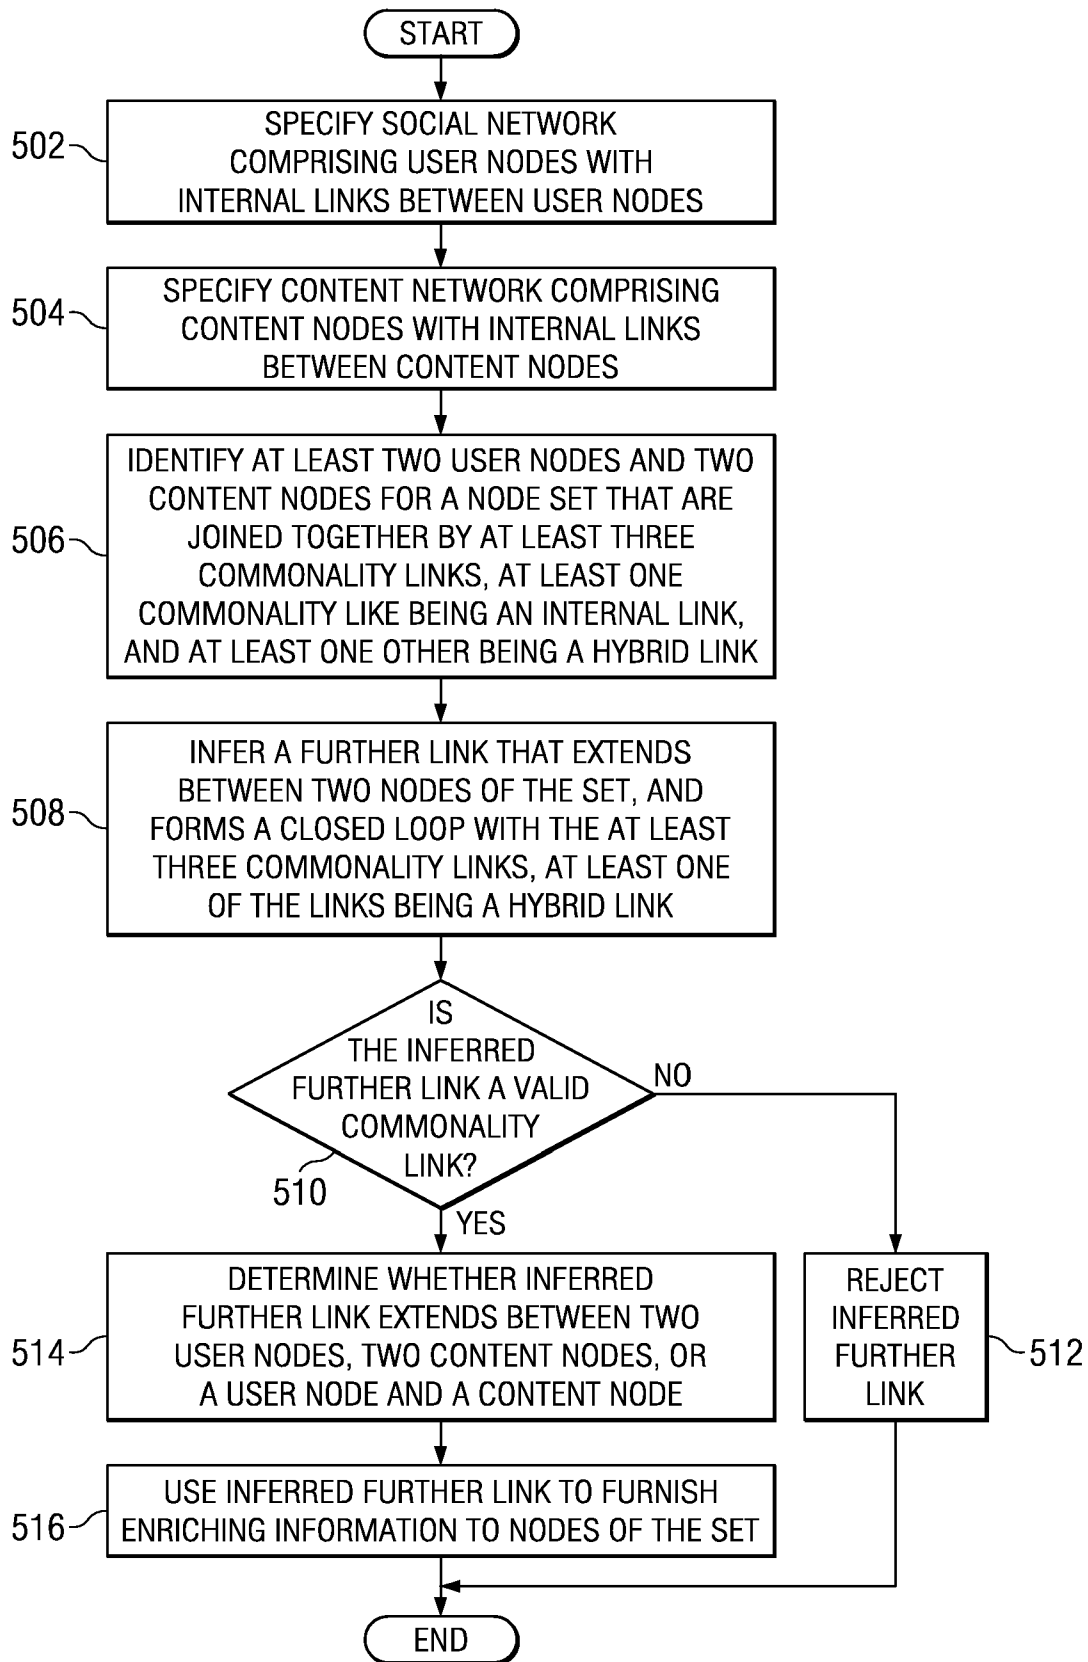 START
502
SPECIFY SOCIAL NETWORK
COMPRISING USER NODES WITH
INTERNAL LINKS BETWEEN USER NODES
504
SPECIFY CONTENT NETWORK COMPRISING
CONTENT NODES WITH INTERNAL LINKS
BETWEEN CONTENT NODES
506
IDENTIFY AT LEAST TWO USER NODES AND TWO
CONTENT NODES FOR A NODE SET THAT ARE
JOINED TOGETHER BY AT LEAST THREE
COMMONALITY LINKS, AT LEAST ONE
COMMONALITY LIKE BEING AN INTERNAL LINK,
AND AT LEAST ONE OTHER BEING A HYBRID LINK
508
INFER A FURTHER LINK THAT EXTENDS
BETWEEN TWO NODES OF THE SET, AND
FORMS A CLOSED LOOP WITH THE AT LEAST
THREE COMMONALITY LINKS, AT LEAST ONE
OF THE LINKS BEING A HYBRID LINK
IS
THE INFERRED
FURTHER LINK A VALID
COMMONALITY
LINK?
510
NO
YES
514
DETERMINE WHETHER INFERRED
FURTHER LINK EXTENDS BETWEEN TWO
USER NODES, TWO CONTENT NODES, OR
A USER NODE AND A CONTENT NODE
REJECT
INFERRED
FURTHER
LINK
512
516
USE INFERRED FURTHER LINK TO FURNISH
ENRICHING INFORMATION TO NODES OF THE SET
END